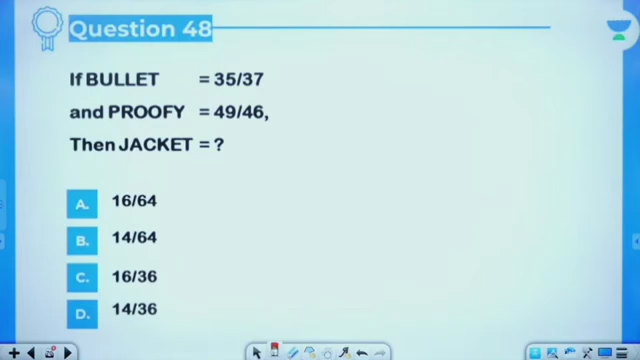 Question 48
If BULLET = 35/37
and PROOFY = 49/46,
Then JACKET = ?
A. 16/64
B. 14/64
C. 16/36
D. 14/36